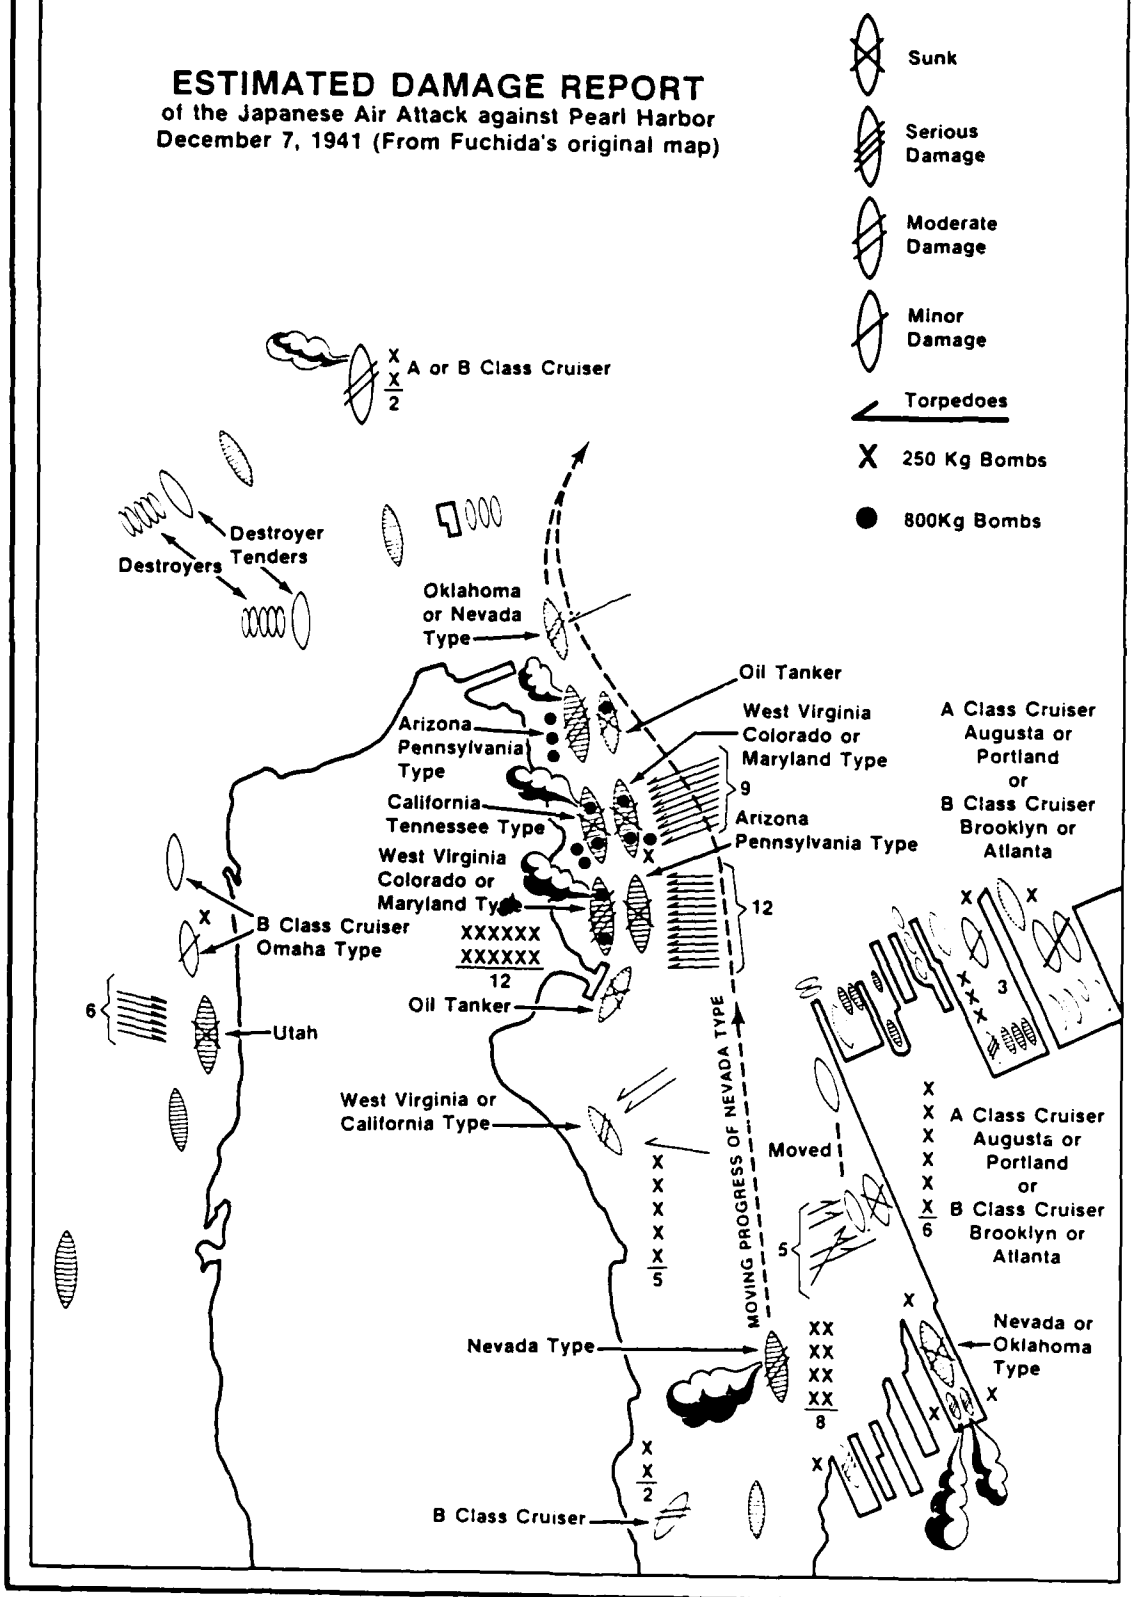 ESTIMATED DAMAGE REPORT
of the Japanese Air Attack against Pearl Harbor
December 7, 1941 (From Fuchida's original map)
Sunk
Serious
Damage
Moderate
Damage
Minor
Damage
Torpedoes
X 250 Kg Bombs
800Kg Bombs
X
X
2
A or B Class Cruiser
Destroyer
Tenders
Destroyers
Oklahoma
or Nevada
Type
Oil Tanker
West Virginia
Colorado or
Maryland Type
9
Arizona
Pennsylvania
Type
California
Tennessee Type
Arizona
Pennsylvania Type
X
West Virginia
Colorado or
Maryland Type
XXXXXX
XXXXXX
12
12
Oil Tanker
A Class Cruiser
Augusta or
Portland
or
B Class Cruiser
Brooklyn or
Atlanta
X
X
X
X
X
3
X
B Class Cruiser
Omaha Type
6
Utah
West Virginia or
California Type
X
X
X
X
X
5
MOVING PROGRESS OF NEVADA TYPE
Moved
5
X
X
X
X
X
X
6
A Class Cruiser
Augusta or
Portland
or
B Class Cruiser
Brooklyn or
Atlanta
Nevada Type
XX
XX
XX
XX
8
X
Nevada or
Oklahoma
Type
X
X
X
X
X
2
B Class Cruiser